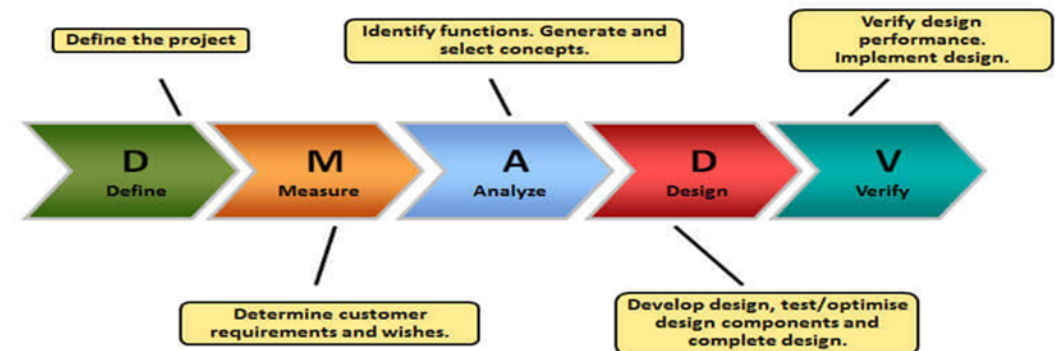 Define the project
Identify functions. Generate and
select concepts.
Verify design
performance.
Implement design.
D
Define
M
Measure
A
Analyze
D
Design
V
Verify
Determine customer
requirements and wishes.
Develop design, test/optimise
design components and
complete design.